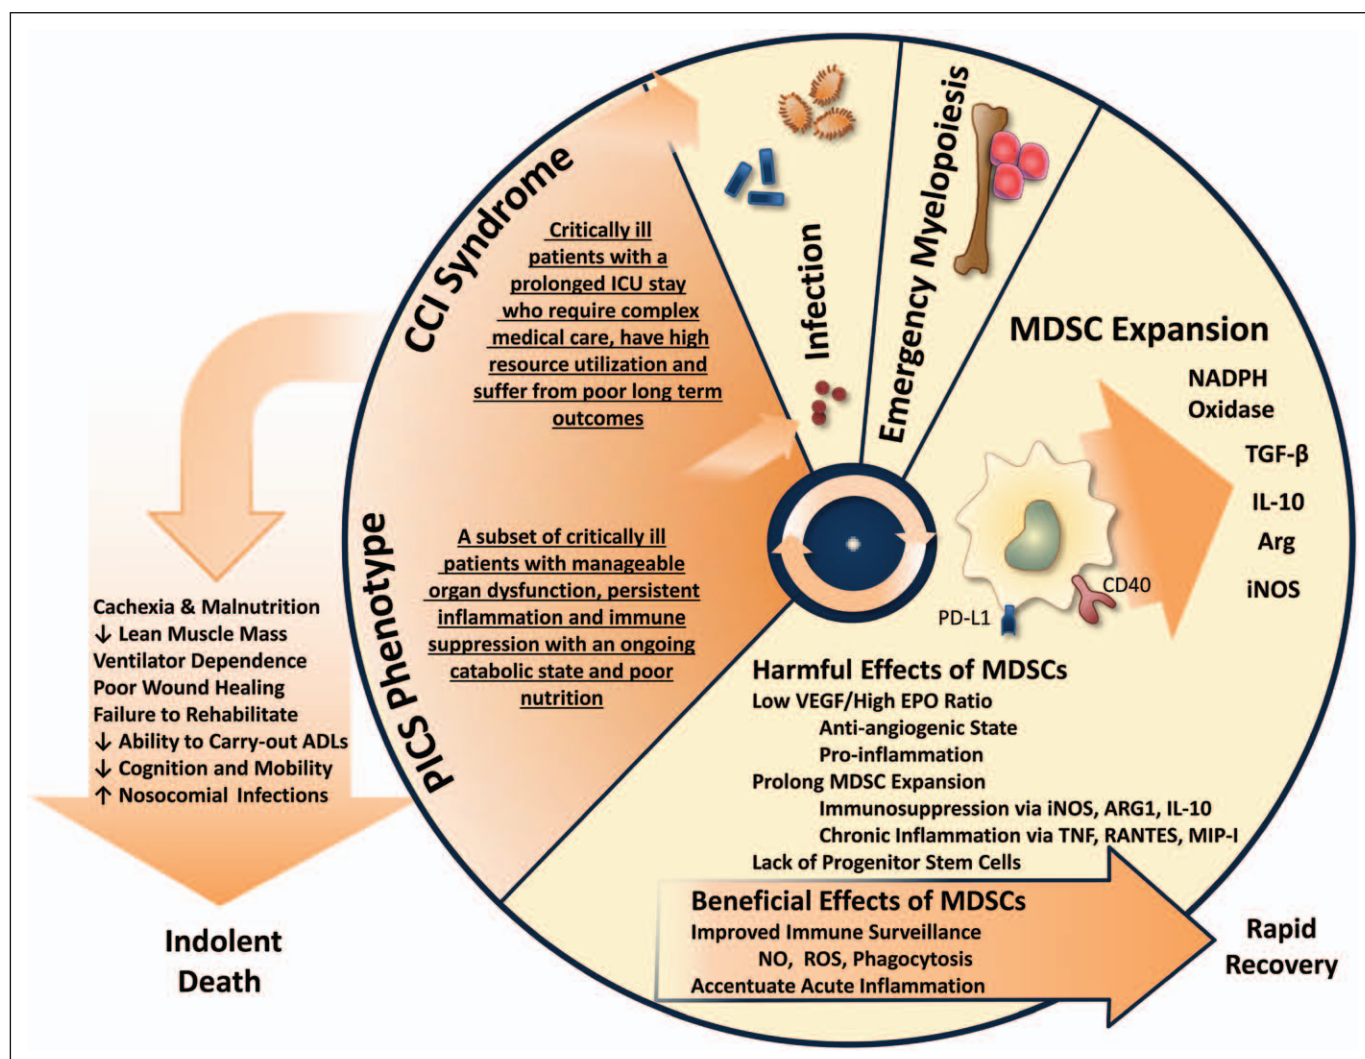 CCI Syndrome
Critically ill
patients with a
prolonged ICU stay
who require complex
medical care, have high
resource utilization and
suffer from poor long term
outcomes
PICS Phenotype
A subset of critically ill
patients with manageable
organ dysfunction, persistent
inflammation and immune
suppression with an ongoing
catabolic state and poor
nutrition
Infection
Emergency Myelopoiesis
MDSC Expansion
NADPH
Oxidase
TGF-β
IL-10
Arg
iNOS
CD40
PD-L1
Harmful Effects of MDSCs
Low VEGF/High EPO Ratio
Anti-angiogenic State
Pro-inflammation
Prolong MDSC Expansion
Immunosuppression via iNOS, ARG1, IL-10
Chronic Inflammation via TNF, RANTES, MIP-I
Lack of Progenitor Stem Cells
Beneficial Effects of MDSCs
Improved Immune Surveillance
NO, ROS, Phagocytosis
Accentuate Acute Inflammation
Rapid
Recovery
Cachexia & Malnutrition
↓ Lean Muscle Mass
Ventilator Dependence
Poor Wound Healing
Failure to Rehabilitate
↓ Ability to Carry-out ADLs
↓ Cognition and Mobility
↑ Nosocomial Infections
Indolent
Death